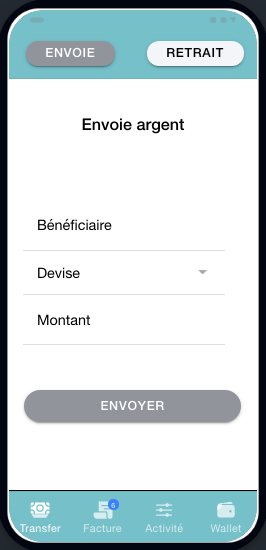 ENVOIE RETRAIT
Envoie argent
Bénéficiaire
Devise
Montant
ENVOYER
6
Transfer Facture Activité Wallet